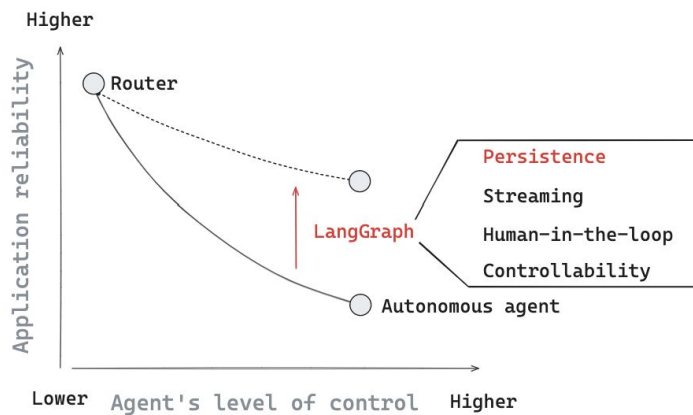 Higher
Application reliability
Router
Persistence
Streaming
LangGraph
Human-in-the-loop
Controllability
Autonomous agent
Lower
Agent's level of control
Higher